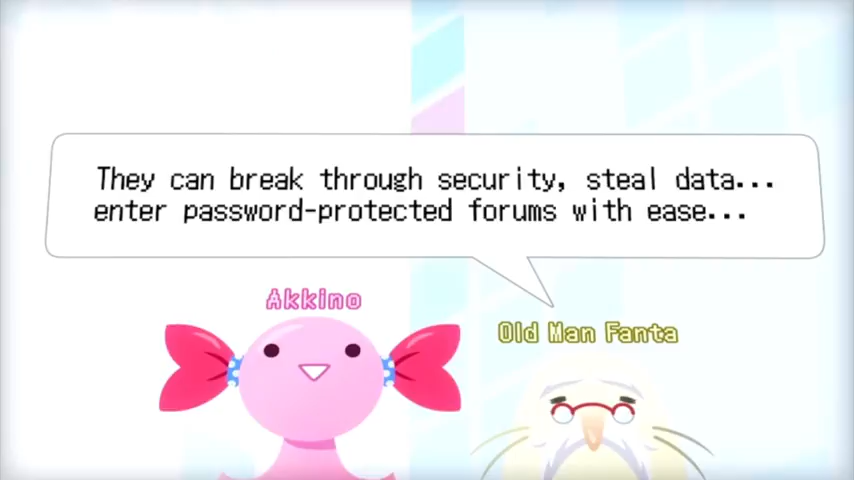 They can break through security, steal data...
enter password-protected forums with ease...
Akkino
Old Man Fanta